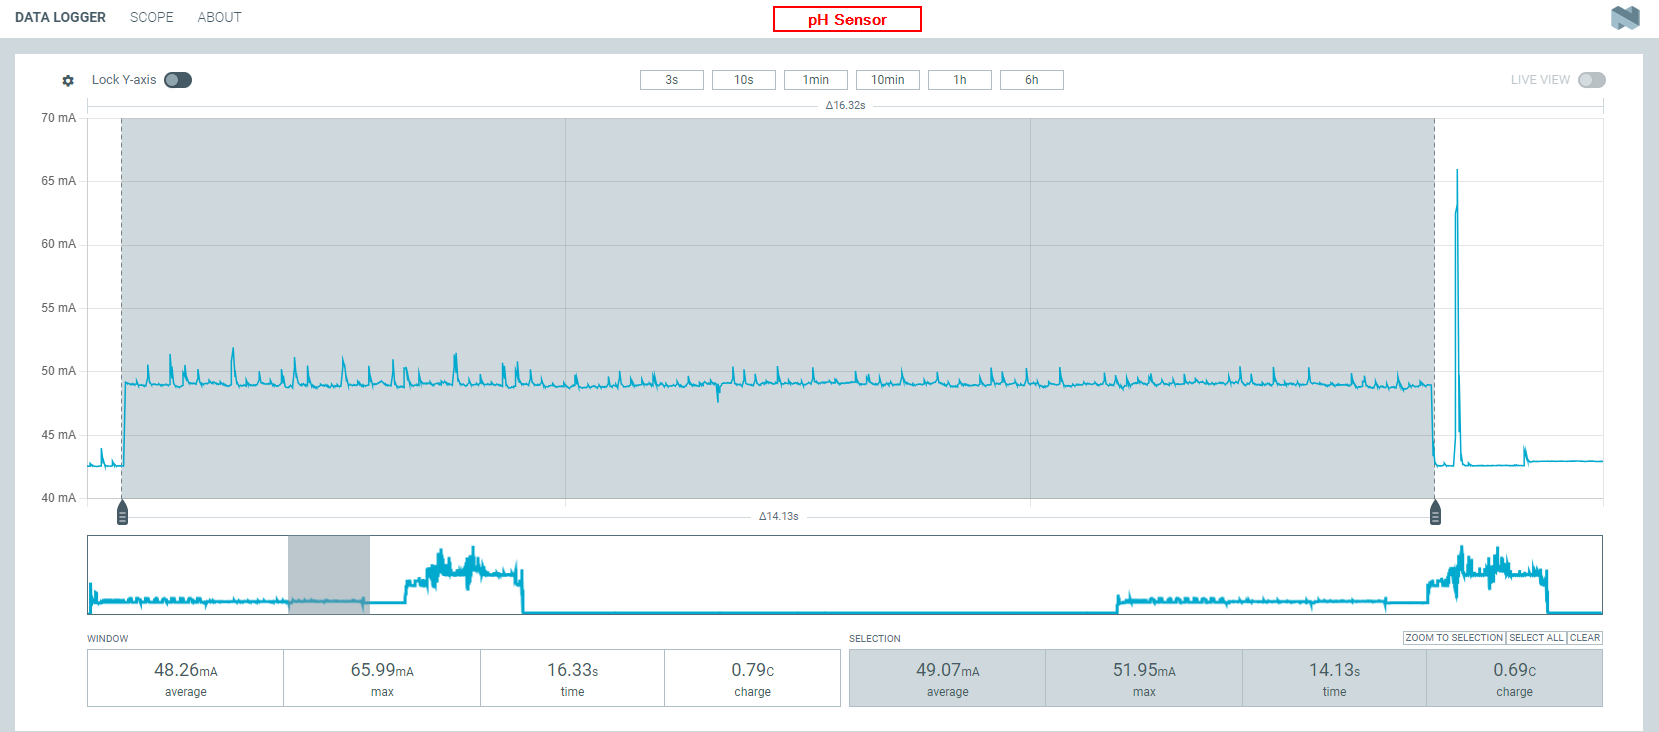 DATA LOGGER SCOPE ABOUT
pH Sensor
Lock Y-axis 3s 10s 1min 10min 1h 6h LIVE VIEW
Δ16.32s
70 mA
65 mA
60 mA
55 mA
50 mA
45 mA
40 mA
Δ14.13s
WINDOW SELECTION ZOOM TO SELECTION SELECT ALL CLEAR
48.26mA 65.99mA 16.33s 0.79C 49.07mA 51.95mA 14.13s 0.69C
average max time charge average max time charge